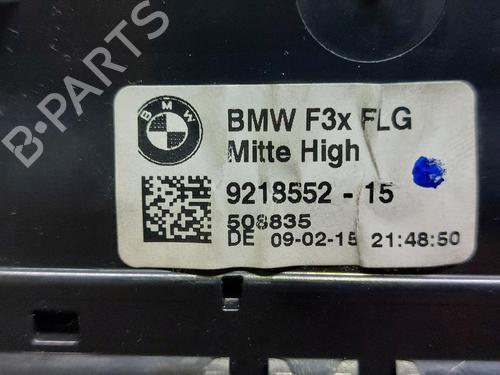 B-PARTS
BMW
BMW F3x FLG
Mitte High
9218552 - 15
508835
DE 09-02-15 21:48:50